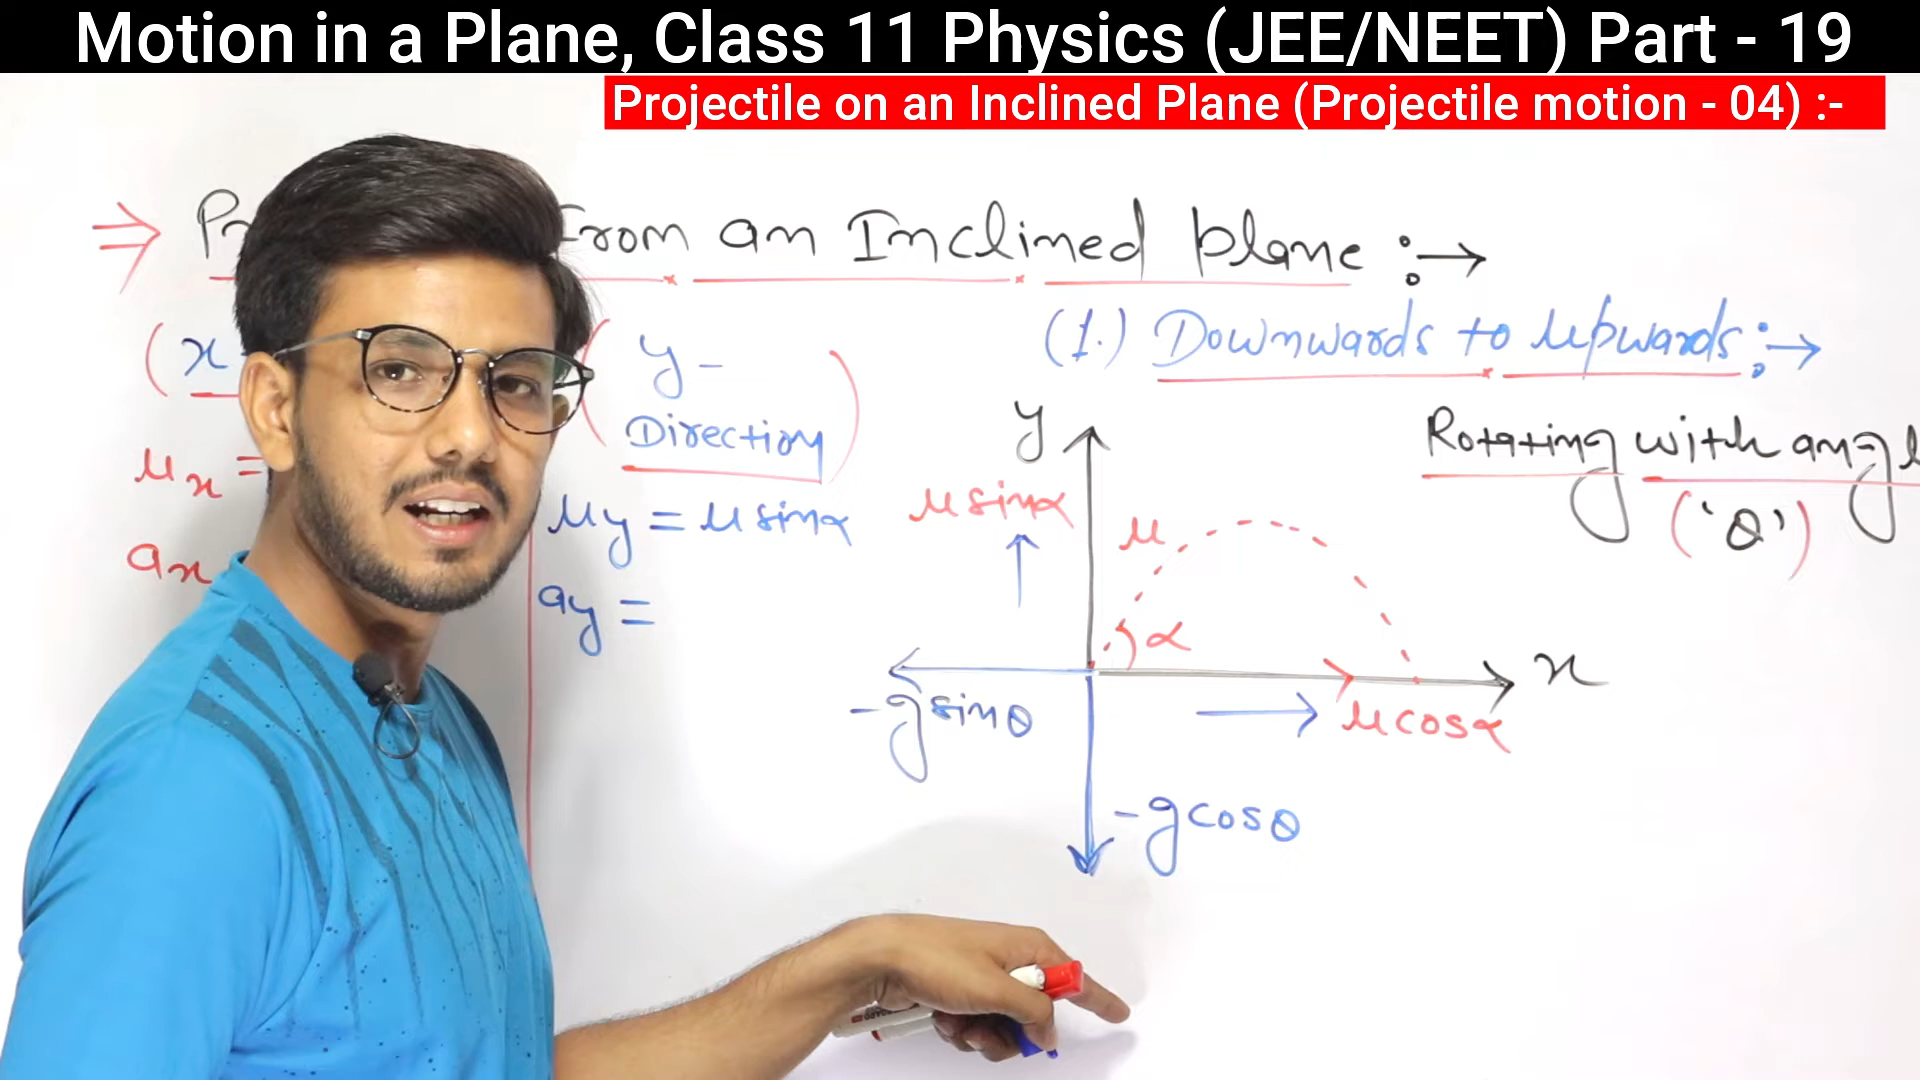 Motion in a Plane, Class 11 Physics (JEE/NEET) Part - 19
Projectile on an Inclined Plane (Projectile motion - 04) :-
⇒ from an Inclined plane :→
(1.) Downwards to Upwards :→
(x
( y -
Direction )
Rotating with angl
('θ')
ux =
ax
uy = u sinα
ay =
y
u sinα
u
α
x
u cosα
-g sinθ
-g cosθ